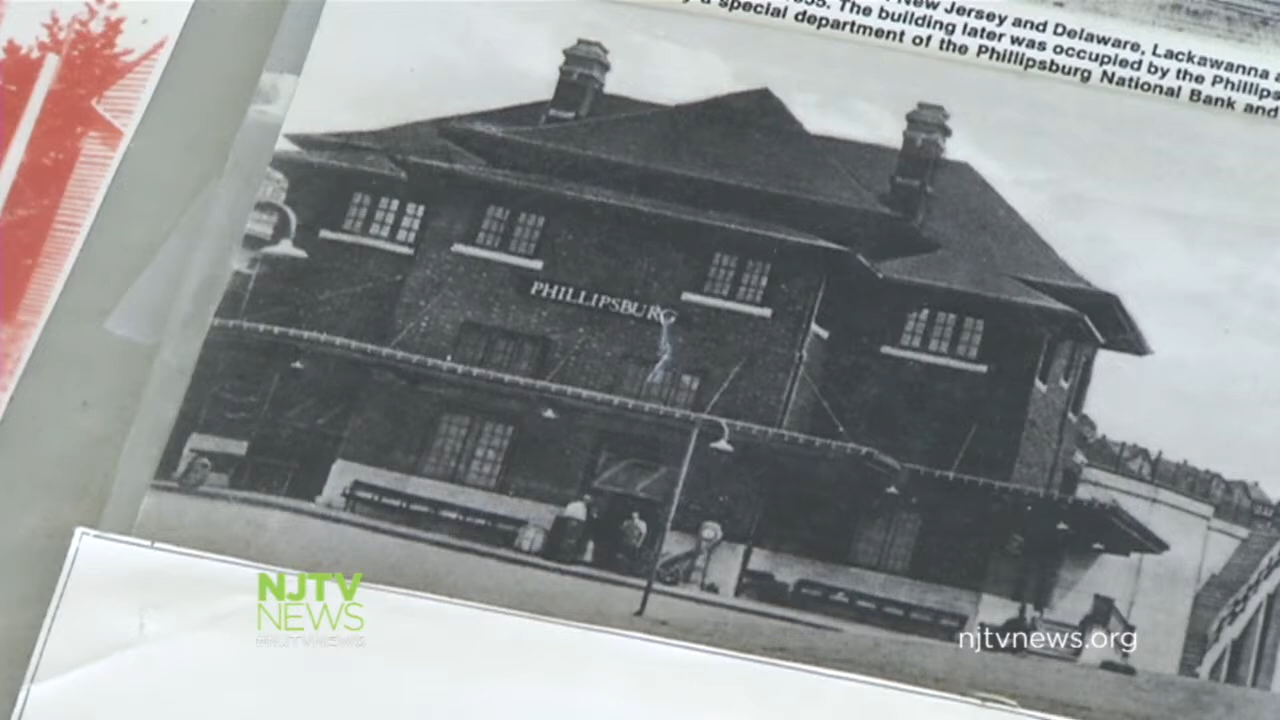 New Jersey and Delaware, Lackawanna
The building later was occupied by the
special department of the Phillipsburg National Bank and
PHILLIPSBURG
NJTV
NEWS
#NJTVNEWS
njtvnews.org